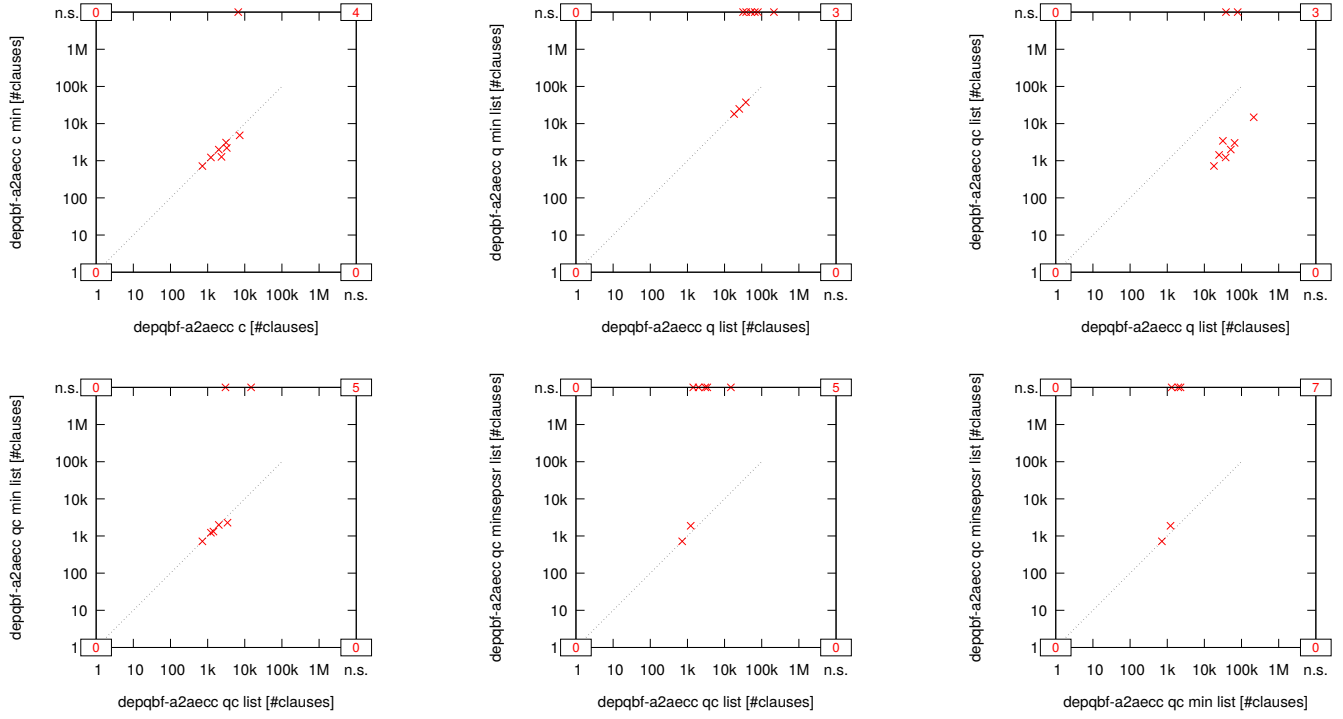 n.s. 0 4
1M
100k
10k
1k
100
10
1 0 0
1 10 100 1k 10k 100k 1M n.s.
depqbf-a2aecc c min [#clauses]
depqbf-a2aecc c [#clauses]
n.s. 0 3
1M
100k
10k
1k
100
10
1 0 0
1 10 100 1k 10k 100k 1M n.s.
depqbf-a2aecc q min list [#clauses]
depqbf-a2aecc q list [#clauses]
n.s. 0 3
1M
100k
10k
1k
100
10
1 0 0
1 10 100 1k 10k 100k 1M n.s.
depqbf-a2aecc qc list [#clauses]
depqbf-a2aecc q list [#clauses]
n.s. 0 5
1M
100k
10k
1k
100
10
1 0 0
1 10 100 1k 10k 100k 1M n.s.
depqbf-a2aecc qc min list [#clauses]
depqbf-a2aecc qc list [#clauses]
n.s. 0 5
1M
100k
10k
1k
100
10
1 0 0
1 10 100 1k 10k 100k 1M n.s.
depqbf-a2aecc qc minsepcsr list [#clauses]
depqbf-a2aecc qc list [#clauses]
n.s. 0 7
1M
100k
10k
1k
100
10
1 0 0
1 10 100 1k 10k 100k 1M n.s.
depqbf-a2aecc qc minsepcsr list [#clauses]
depqbf-a2aecc qc min list [#clauses]